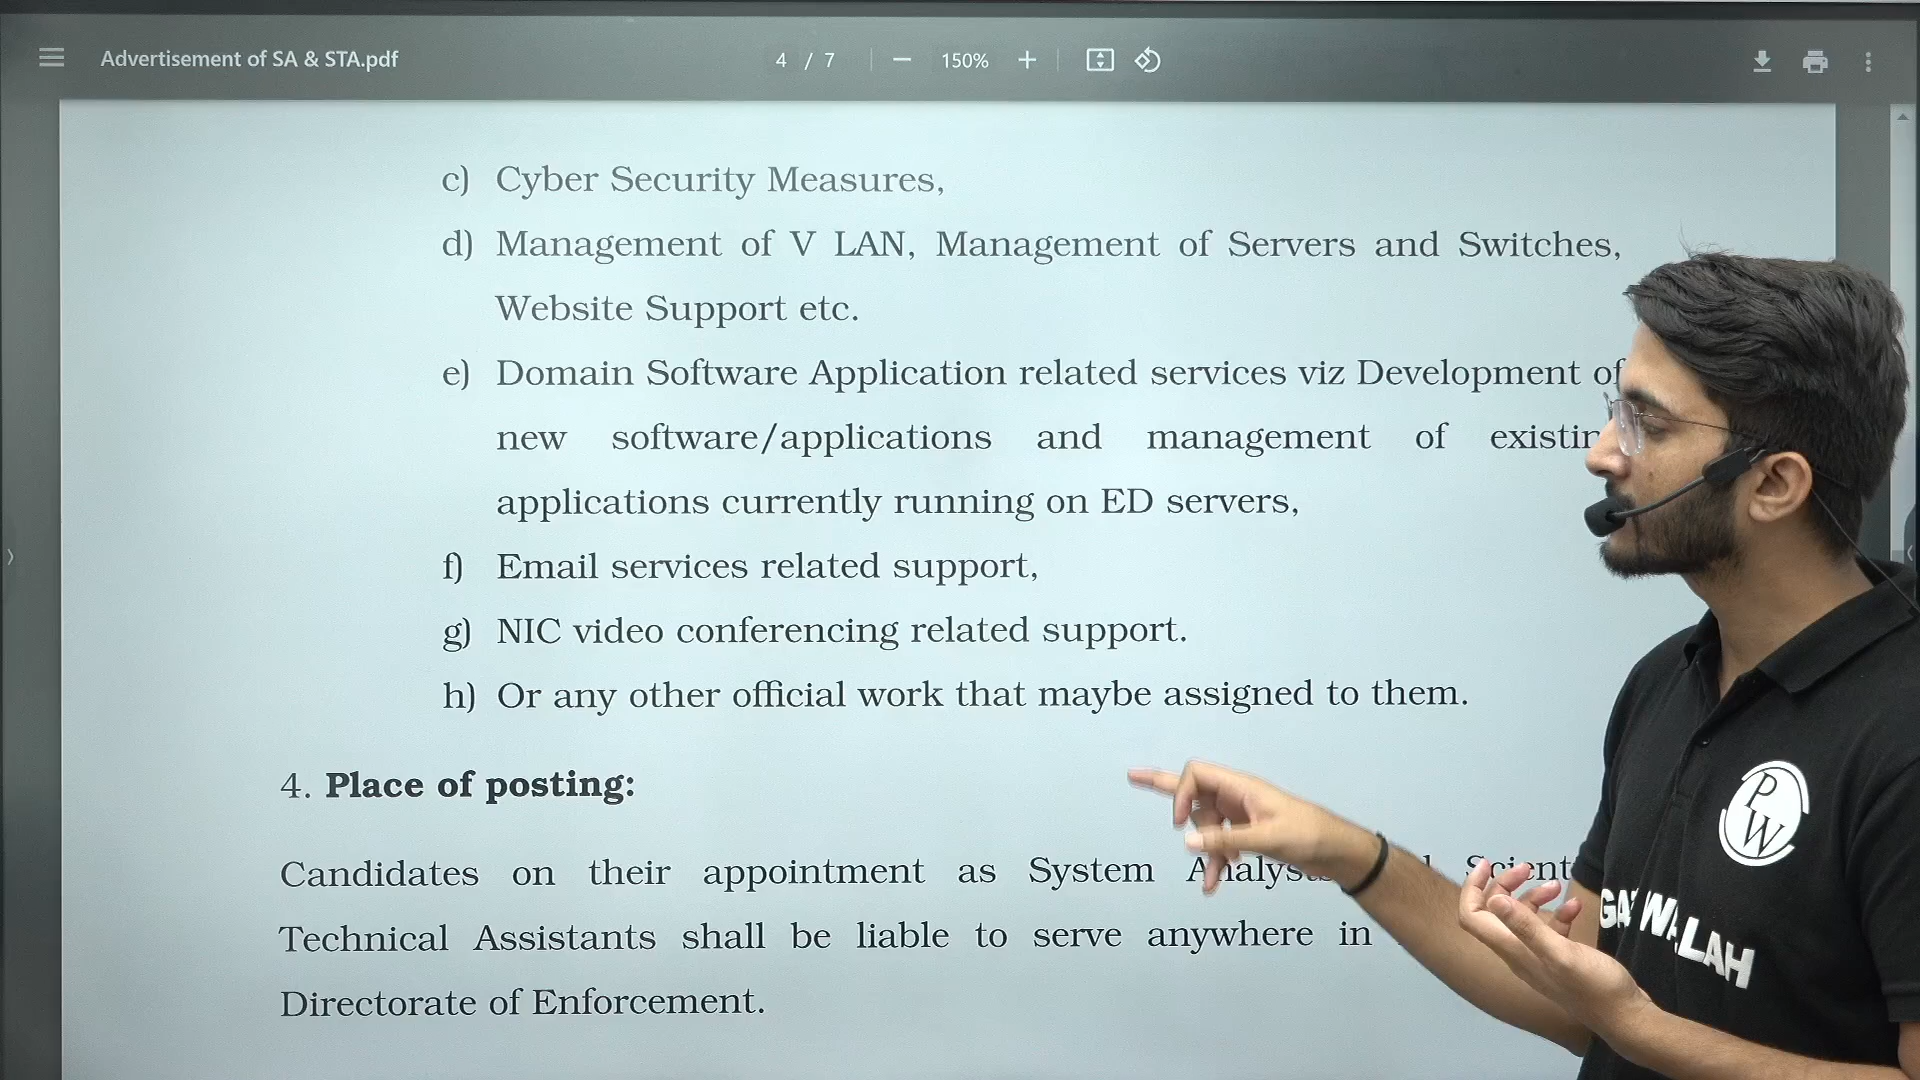 Advertisement of SA & STA.pdf
4 / 7
150%
c) Cyber Security Measures,
d) Management of V LAN, Management of Servers and Switches,
Website Support etc.
e) Domain Software Application related services viz Development of
new software/applications and management of existin
applications currently running on ED servers,
f) Email services related support,
g) NIC video conferencing related support.
h) Or any other official work that maybe assigned to them.
4. Place of posting:
Candidates on their appointment as System
Technical Assistants shall be liable to serve anywhere in
Directorate of Enforcement.
PW
WALLAH